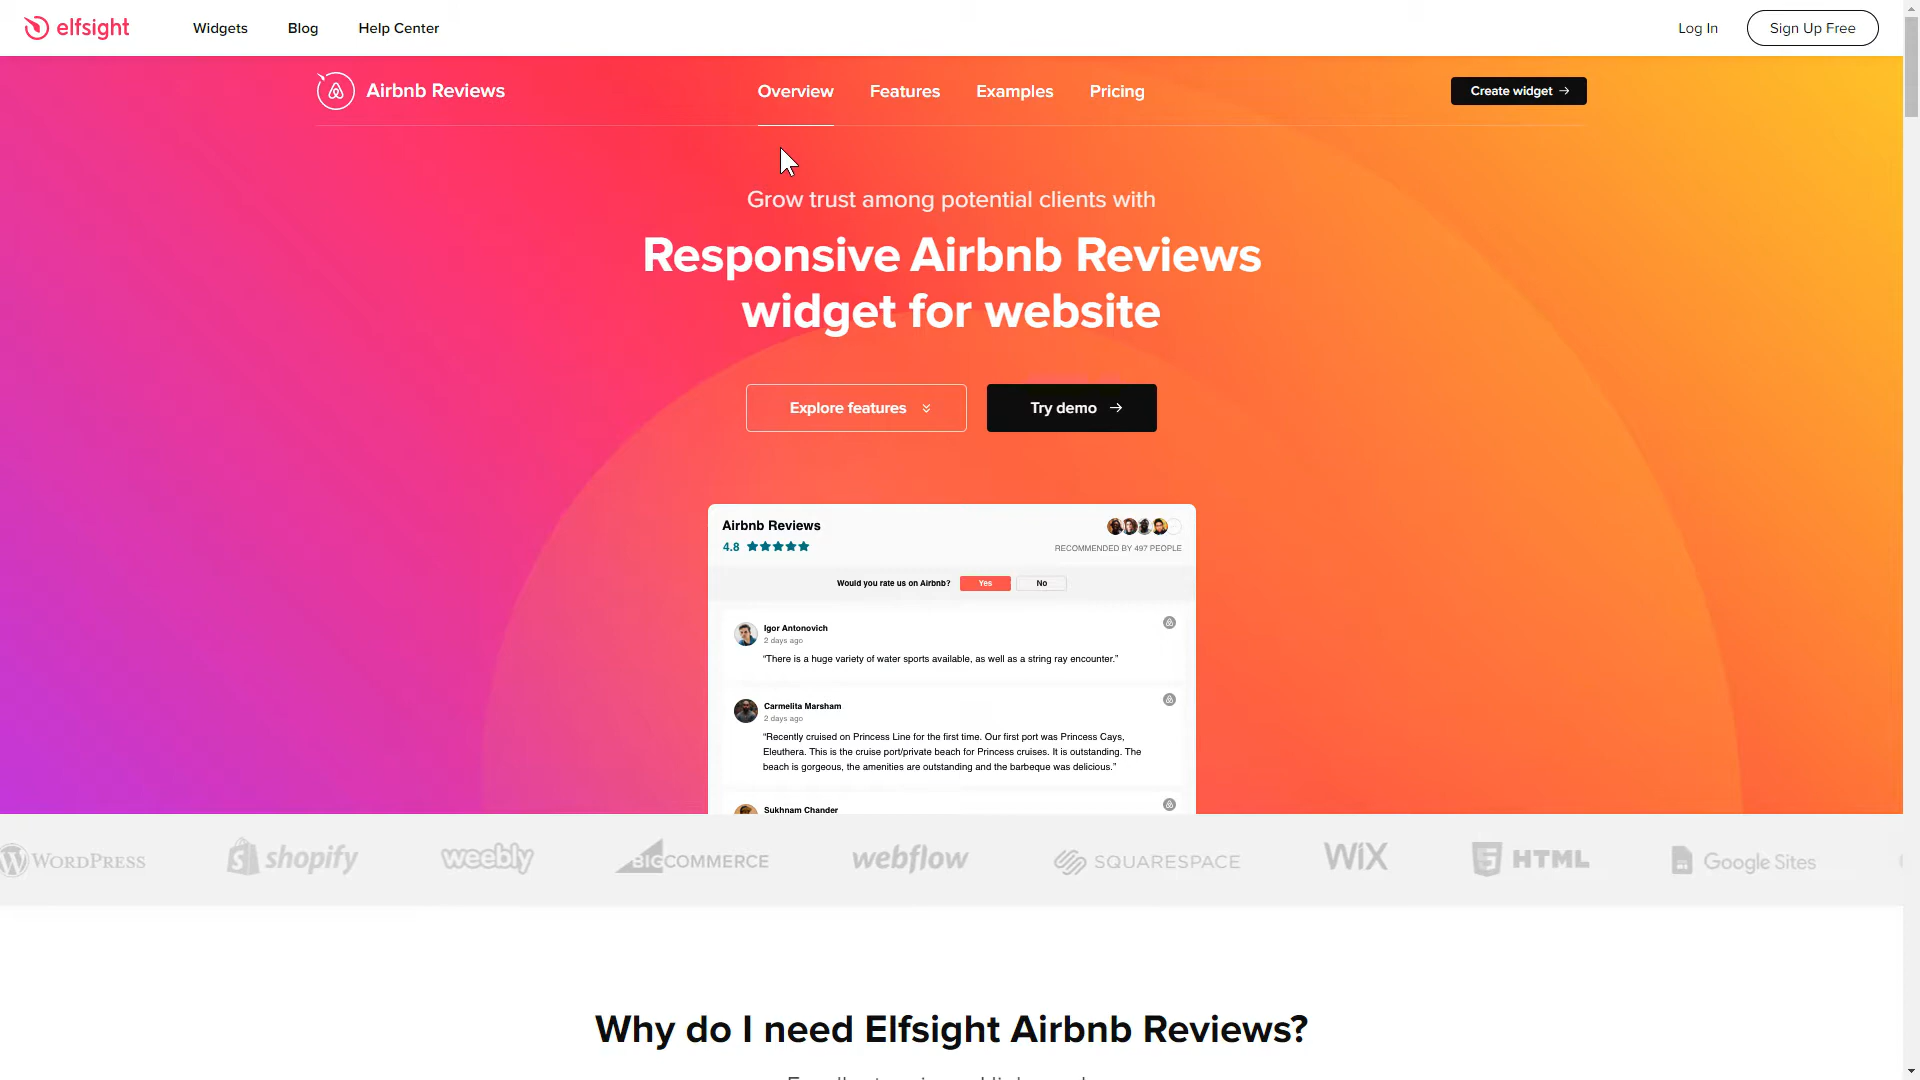 elfsight
Widgets
Blog
Help Center
Log In
Sign Up Free
Airbnb Reviews
Overview
Features
Examples
Pricing
Create widget
Grow trust among potential clients with
Responsive Airbnb Reviews
widget for website
Explore features
Try demo
Airbnb Reviews
4.8
RECOMMENDED BY 497 PEOPLE
Would you rate us on Airbnb?
Yes
No
Igor Antonovich
2 days ago
“There is a huge variety of water sports available, as well as a string ray encounter.”
Carmelita Marsham
2 days ago
“Recently cruised on Princess Line for the first time. Our first port was Princess Cays,
Eleuthera. This is the cruise port/private beach for Princess cruises. It is outstanding. The
beach is gorgeous, the amenities are outstanding and the barbeque was delicious.”
Sukhnam Chander
WORDPRESS
shopify
weebly
BIGCOMMERCE
webflow
SQUARESPACE
WIX
HTML
Google Sites
Why do I need Elfsight Airbnb Reviews?